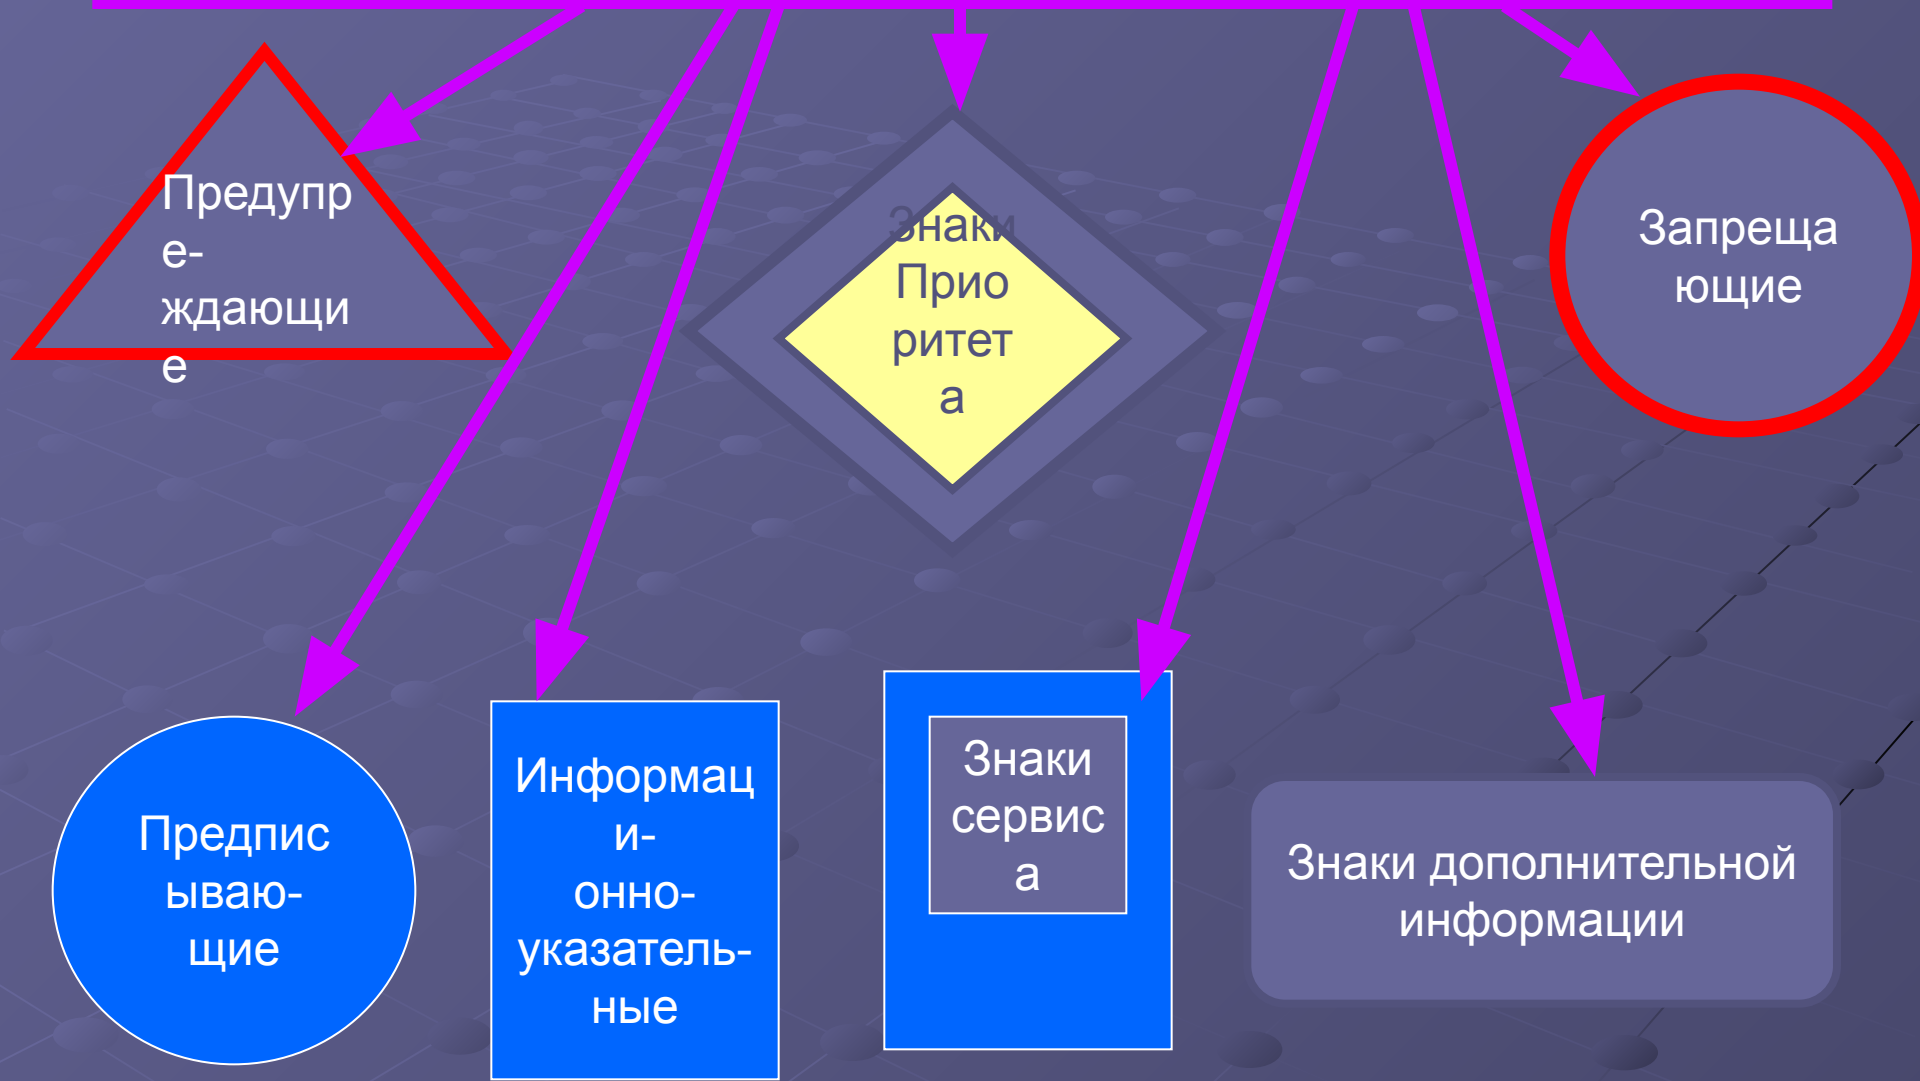 Предупр
е-
ждающи
е
Знаки
Прио
ритет
а
Запреща
ющие
Предпис
ываю-
щие
Информац
и-
онно-
указатель-
ные
Знаки
сервис
а
Знаки дополнительной
информации